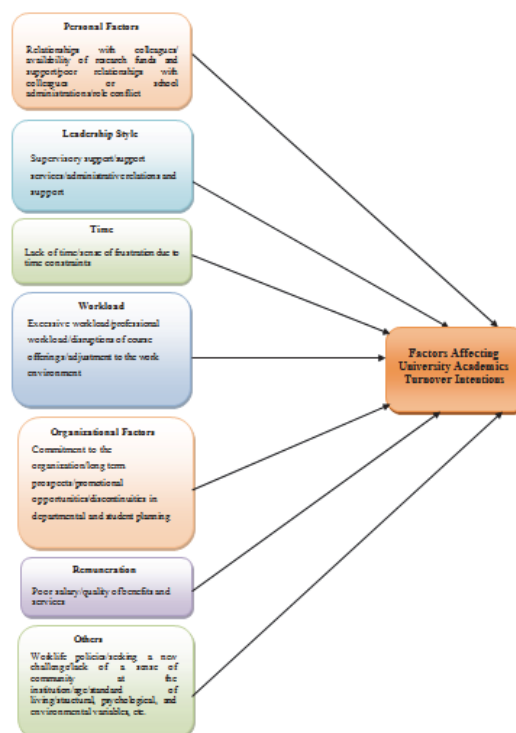 Personal Factors
Relationships with colleagues/
availability of research funds and
support/poor relationships with
colleagues or school
administrations/role conflict
Leadership Style
Supervisory support/support
services/administrative relations and
support
Time
Lack of time/sense of frustration due to
time constraints
Workload
Excessive workload/professional
workload/disruptions of course
offerings/adjustment to the work
environment
Factors Affecting
University Academics
Turnover Intentions
Organizational Factors
Commitment to the
organization/long term
prospects/promotional
opportunities/discontinuities in
departmental and student planning
Remuneration
Poor salary/quality of benefits and
services
Others
Worklife policies/seeking a new
challenge/lack of a sense of
community at the
institution/age/standard of
living/structural, psychological, and
environmental variables, etc.